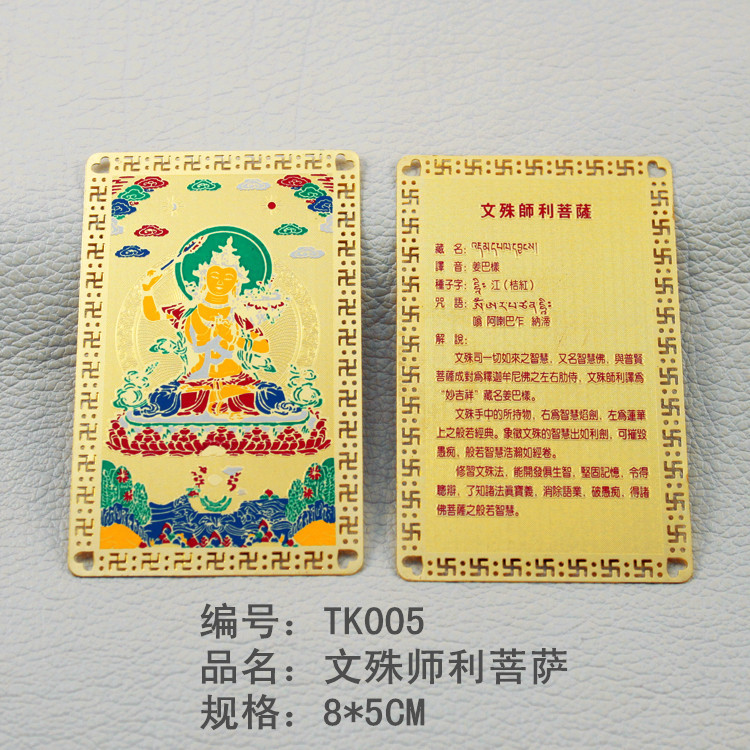 文殊師利菩薩
藏 名：འཇམ་དཔལ་དབྱངས།
譯 音：姜巴樣
種子字：དྷཱིཿ 江（桔紅）
咒 語：ༀ་ཨ་ར་པ་ཙ་ན་དྷཱིཿ
嗡 阿喇巴乍 納諦
解 說：
文殊司一切如來之智慧，又名智慧佛，與普賢
菩薩成對爲釋迦牟尼佛之左右肋侍，文殊師利譯爲
“妙吉祥”藏名姜巴樣。
文殊手中的所持物，右爲智慧焰劍，左爲蓮華
上之般若經典。象徵文殊的智慧出如利劍，可摧毀
愚痴，般若智慧浩瀚如經卷。
修習文殊法，能開發俱生智，堅固記憶，令得
聰辯，了知諸法眞實義，消除語業，破愚痴，得諸
佛菩薩之般若智慧。
编号：TK005
品名：文殊师利菩萨
规格：8*5CM